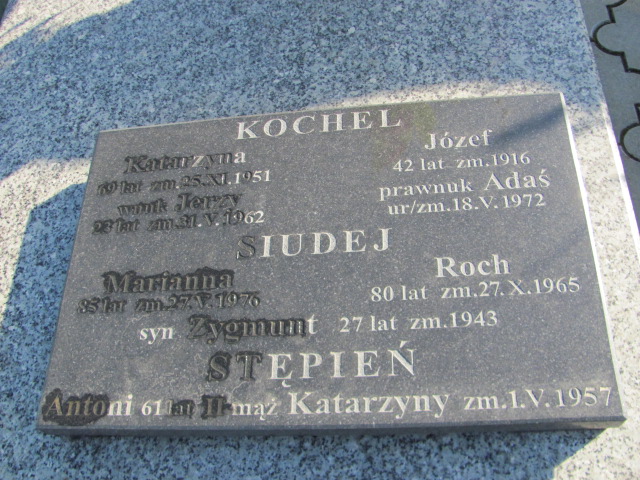 KOCHEL
Katarzyna
69 lat zm.25.XI.1951
wnuk Jerzy
23 lat zm.31.V.1962
Józef
42 lat zm.1916
prawnuk Adaś
ur/zm.18.V.1972
SIUDEJ
Marianna
85 lat zm.27.V.1976
Roch
80 lat zm.27.X.1965
syn Zygmunt 27 lat zm.1943
STĘPIEŃ
Antoni 61 lat II-mąż Katarzyny zm.1.V.1957